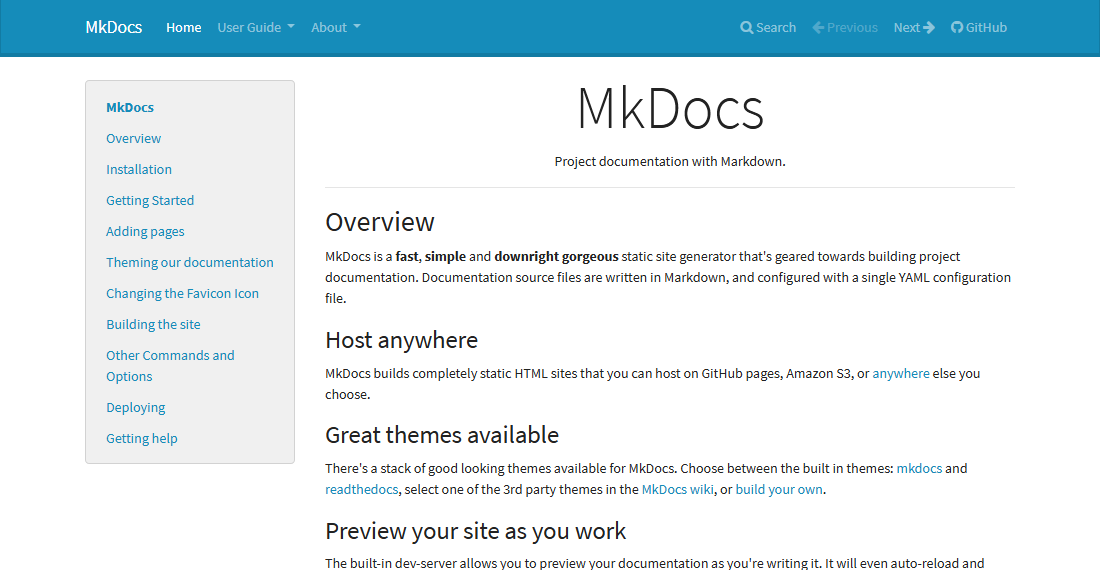 MkDocs Home User Guide About Search Previous Next GitHub
MkDocs
Overview
Installation
Getting Started
Adding pages
Theming our documentation
Changing the Favicon Icon
Building the site
Other Commands and
Options
Deploying
Getting help
MkDocs
Project documentation with Markdown.
Overview
MkDocs is a fast, simple and downright gorgeous static site generator that's geared towards building project
documentation. Documentation source files are written in Markdown, and configured with a single YAML configuration
file.
Host anywhere
MkDocs builds completely static HTML sites that you can host on GitHub pages, Amazon S3, or anywhere else you
choose.
Great themes available
There's a stack of good looking themes available for MkDocs. Choose between the built in themes: mkdocs and
readthedocs, select one of the 3rd party themes in the MkDocs wiki, or build your own.
Preview your site as you work
The built-in dev-server allows you to preview your documentation as you're writing it. It will even auto-reload and